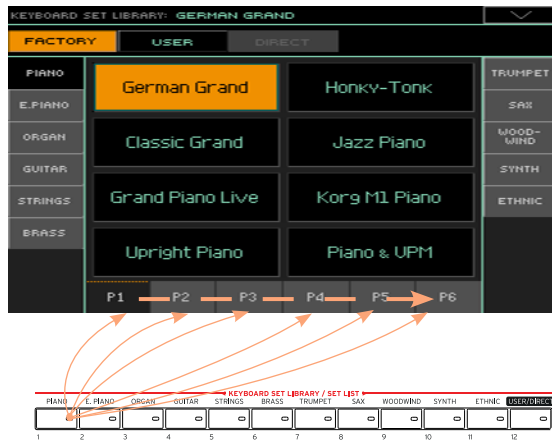 KEYBOARD SET LIBRARY: GERMAN GRAND
FACTORY USER DIRECT
PIANO German Grand Honky-Tonk TRUMPET
E.PIANO SAX
ORGAN Classic Grand Jazz Piano WOOD-
WIND
GUITAR SYNTH
STRINGS Grand Piano Live Korg M1 Piano ETHNIC
BRASS
Upright Piano Piano & UPM
P1 P2 P3 P4 P5 P6
KEYBOARD SET LIBRARY / SET LIST
PIANO E. PIANO ORGAN GUITAR STRINGS BRASS TRUMPET SAX WOODWIND SYNTH ETHNIC USER/DIRECT
1 2 3 4 5 6 7 8 9 10 11 12